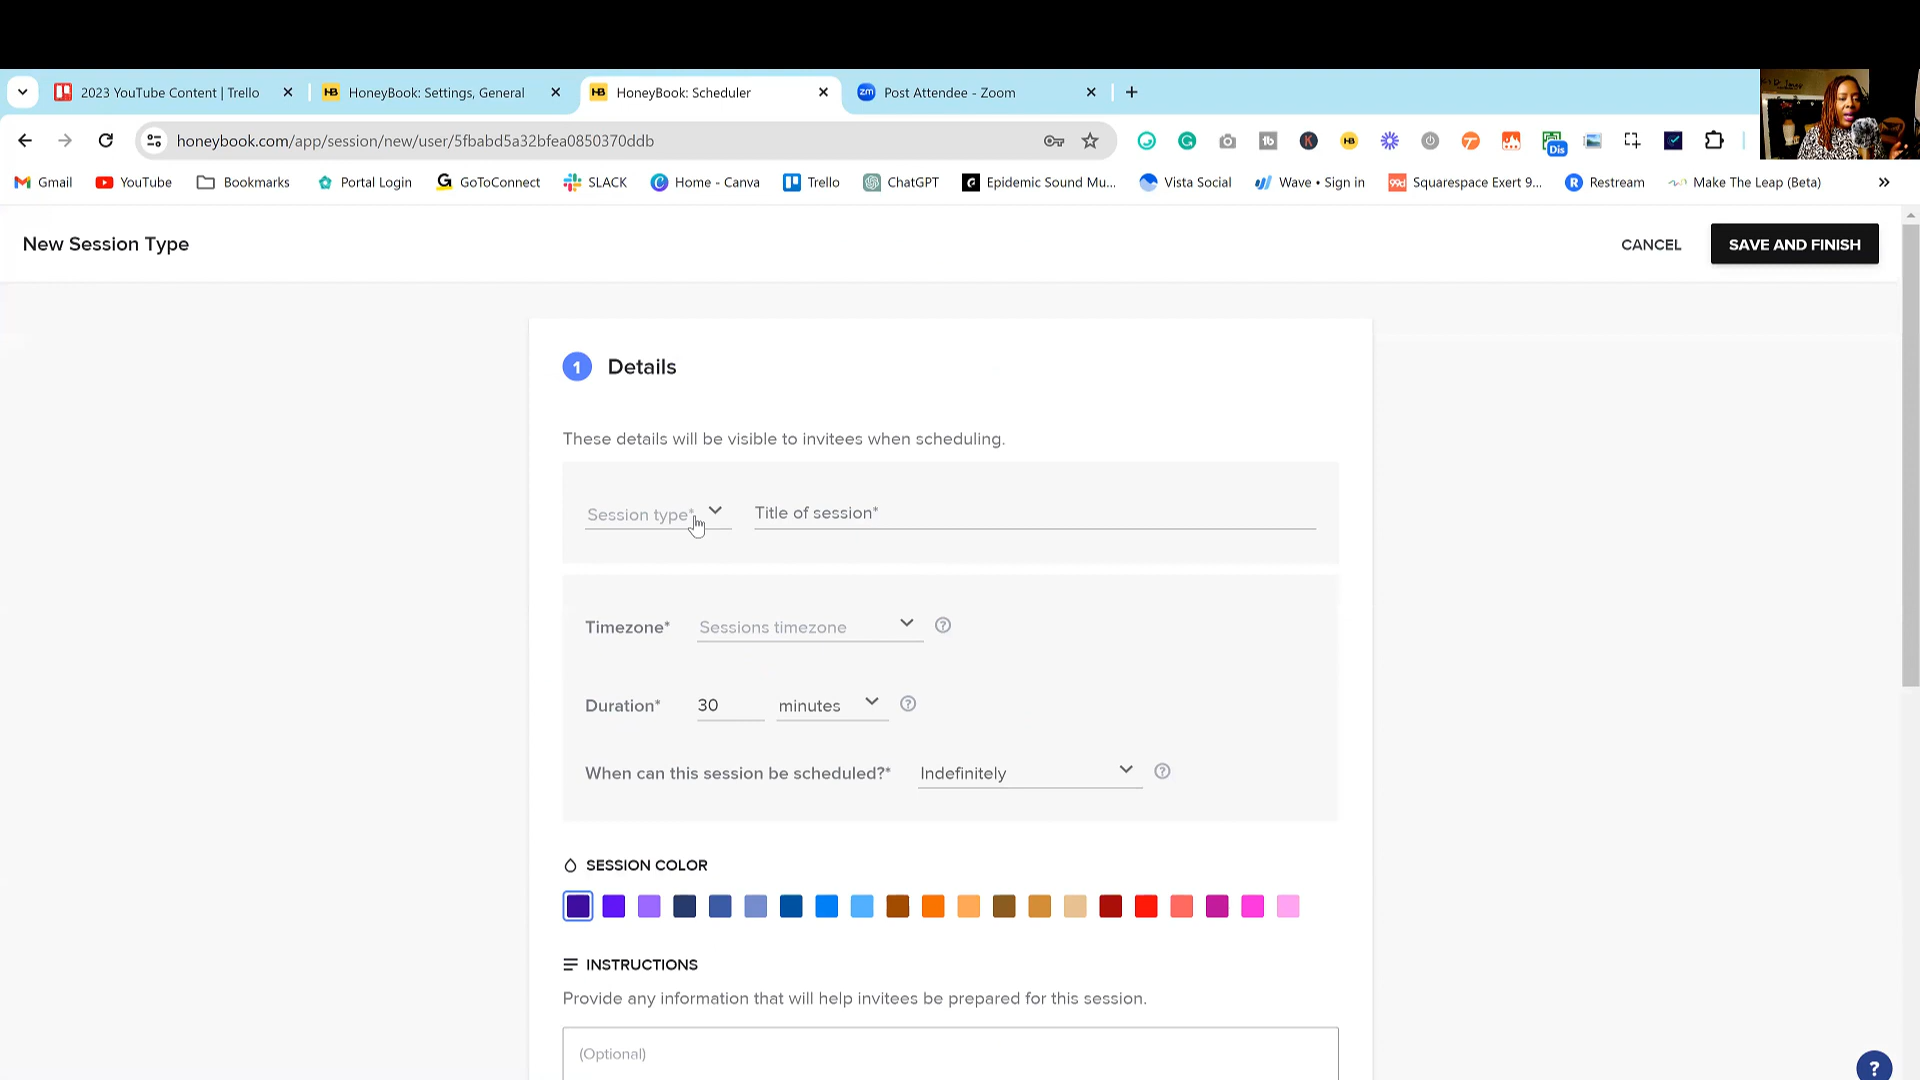 2023 YouTube Content | Trello
HB HoneyBook: Settings, General
HB HoneyBook: Scheduler
zm Post Attendee - Zoom
honeybook.com/app/session/new/user/5fbabd5a32bfea0850370ddb
Gmail YouTube Bookmarks Portal Login GoToConnect SLACK Home - Canva Trello ChatGPT Epidemic Sound Mu... Vista Social Wave • Sign in Squarespace Exert 9... Restream Make The Leap (Beta)
New Session Type
CANCEL
SAVE AND FINISH
1 Details
These details will be visible to invitees when scheduling.
Session type* Title of session*
Timezone* Sessions timezone
Duration* 30 minutes
When can this session be scheduled?* Indefinitely
SESSION COLOR
INSTRUCTIONS
Provide any information that will help invitees be prepared for this session.
(Optional)
?